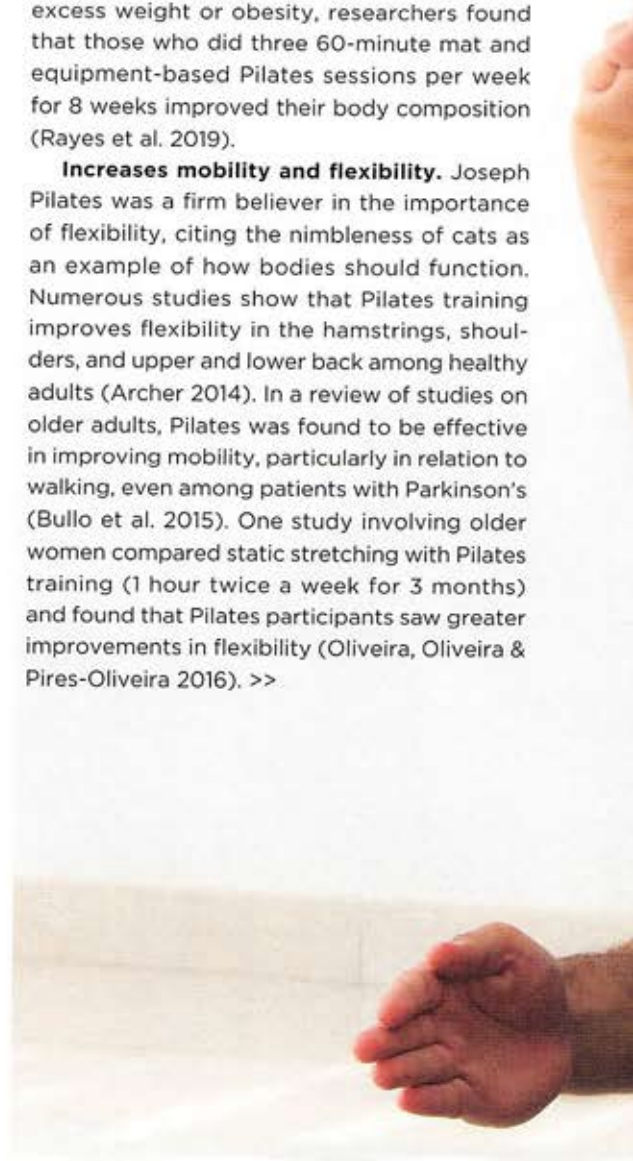 excess weight or obesity, researchers found
that those who did three 60-minute mat and
equipment-based Pilates sessions per week
for 8 weeks improved their body composition
(Rayes et al. 2019).
Increases mobility and flexibility. Joseph
Pilates was a firm believer in the importance
of flexibility, citing the nimbleness of cats as
an example of how bodies should function.
Numerous studies show that Pilates training
improves flexibility in the hamstrings, shoul-
ders, and upper and lower back among healthy
adults (Archer 2014). In a review of studies on
older adults, Pilates was found to be effective
in improving mobility, particularly in relation to
walking, even among patients with Parkinson's
(Bullo et al. 2015). One study involving older
women compared static stretching with Pilates
training (1 hour twice a week for 3 months)
and found that Pilates participants saw greater
improvements in flexibility (Oliveira, Oliveira &
Pires-Oliveira 2016). >>